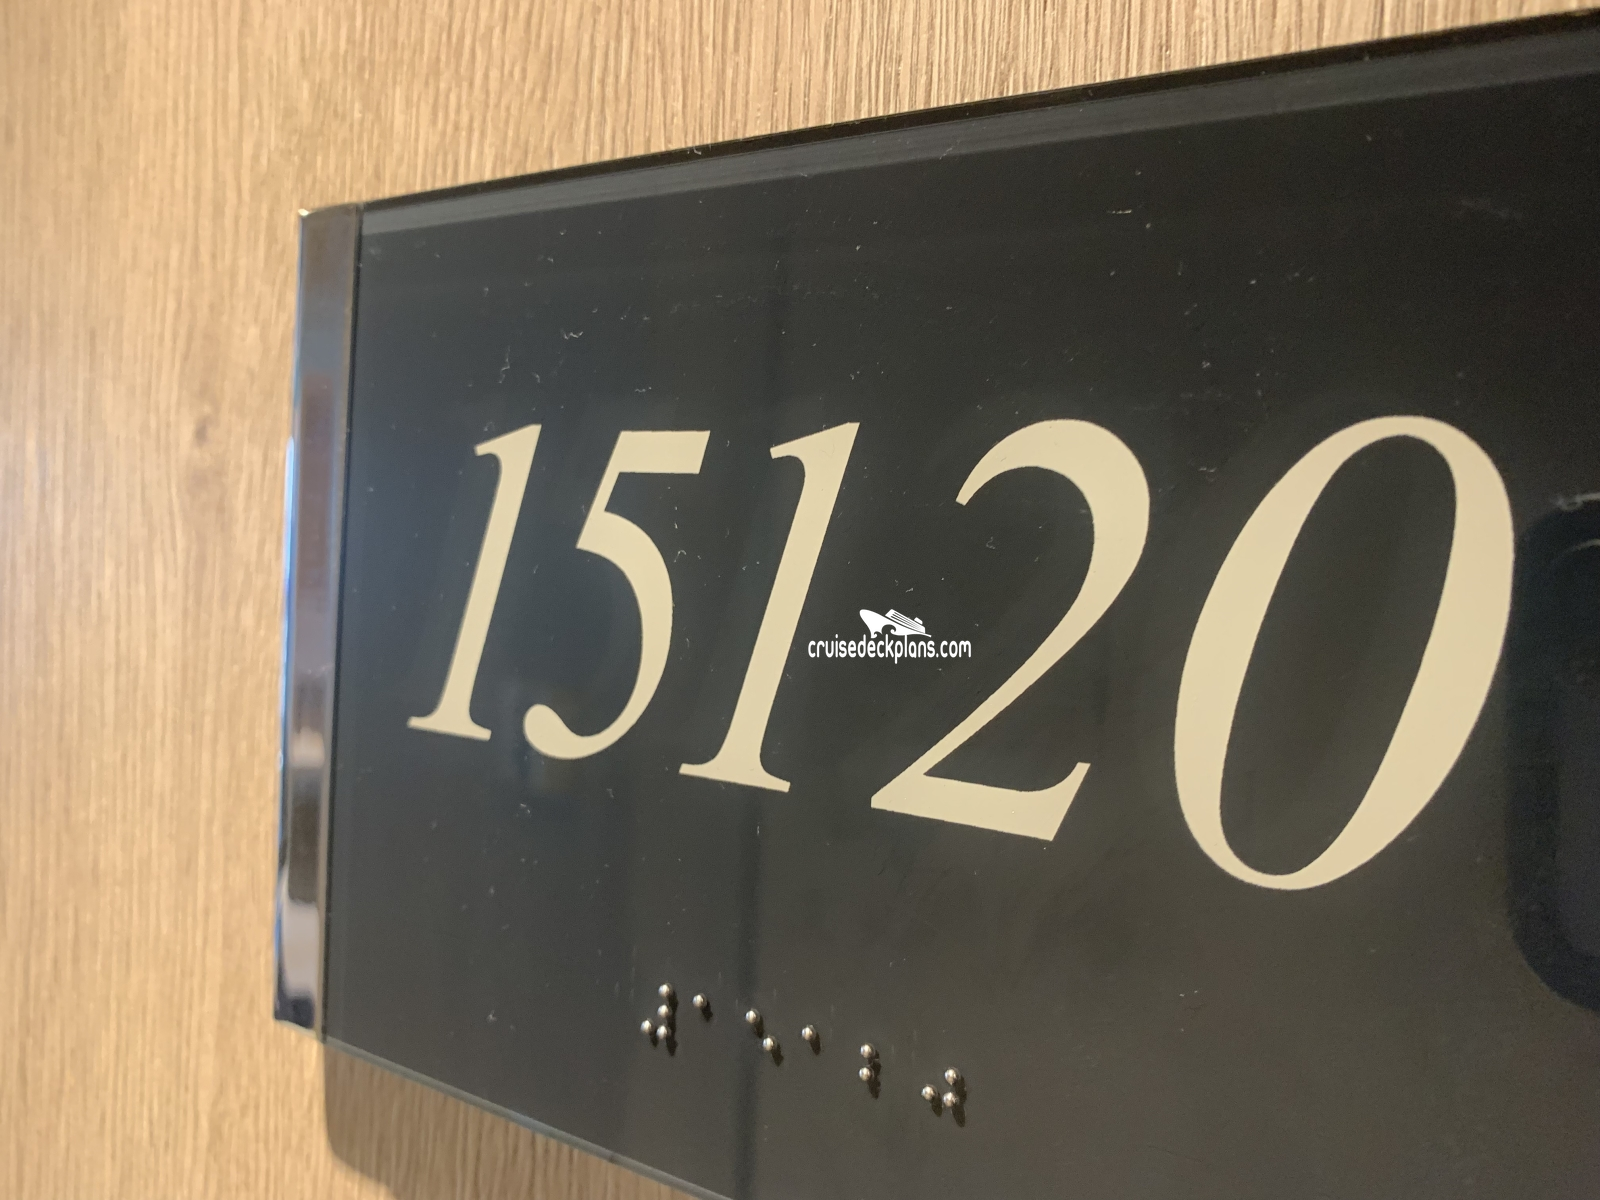 15120
cruisedeckplans.com
⠼⠁⠑⠁⠃⠚